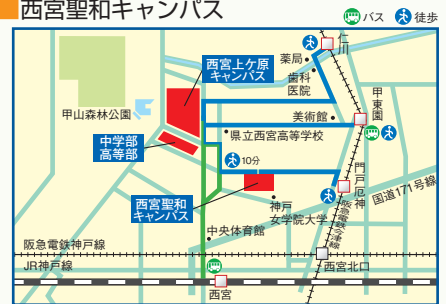 西宮聖和キャンパス
バス
徒歩
仁川
薬局
歯科
医院
西宮上ケ原
キャンパス
甲東園
甲山森林公園
美術館
県立西宮高等学校
中学部
高等部
10分
門戸厄神
西宮聖和
キャンパス
神戸
女学院大学
国道171号線
阪急電鉄今津線
中央体育館
阪急電鉄神戸線
西宮北口
JR神戸線
西宮